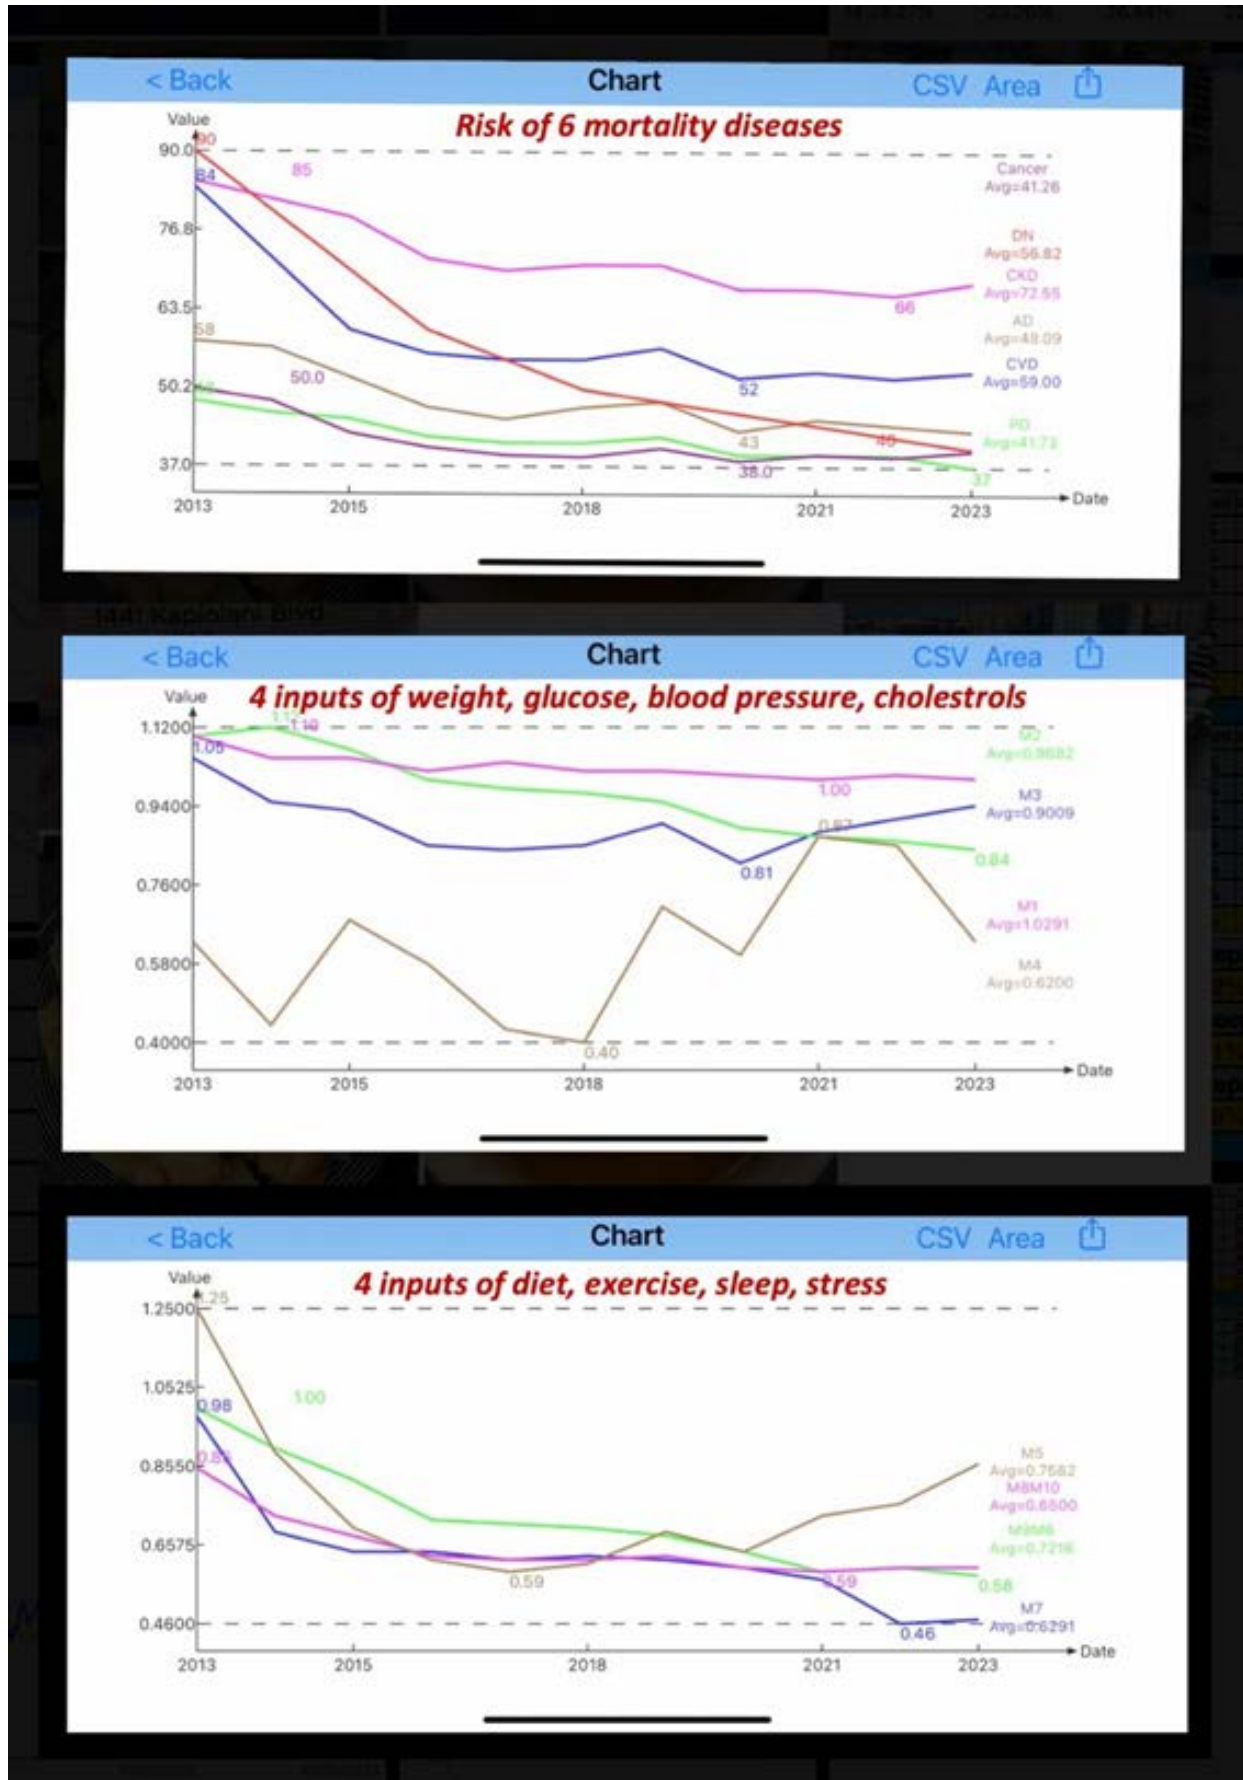 < Back Chart CSV Area
Value Risk of 6 mortality diseases
90
90.0
85
84
Cancer
Avg=41.26
76.8
DN
Avg=56.82
CKD
Avg=72.55
63.5
66
AD
Avg=48.09
58
CVD
Avg=59.00
50.0
50.2
52
PD
Avg=41.73
43
40
37.0
38.0
37
2013 2015 2018 2021 2023 Date
1441 Kapiolani Blvd
< Back Chart CSV Area
Value 4 inputs of weight, glucose, blood pressure, cholestrols
1.10
1.1200
1.05
M2
Avg=0.9682
1.00
M3
Avg=0.9009
0.9400
0.87
0.84
0.81
0.7600
M1
Avg=1.0291
0.5800
M4
Avg=0.6200
0.4000
0.40
2013 2015 2018 2021 2023 Date
< Back Chart CSV Area
Value 4 inputs of diet, exercise, sleep, stress
1.25
1.2500
1.0525
1.00
0.98
0.8550
M5
Avg=0.7582
M8M10
Avg=0.6500
0.6575
Avg=0.7218
0.59
0.59
0.58
M7
Avg=0.6291
0.4600
0.46
2013 2015 2018 2021 2023 Date